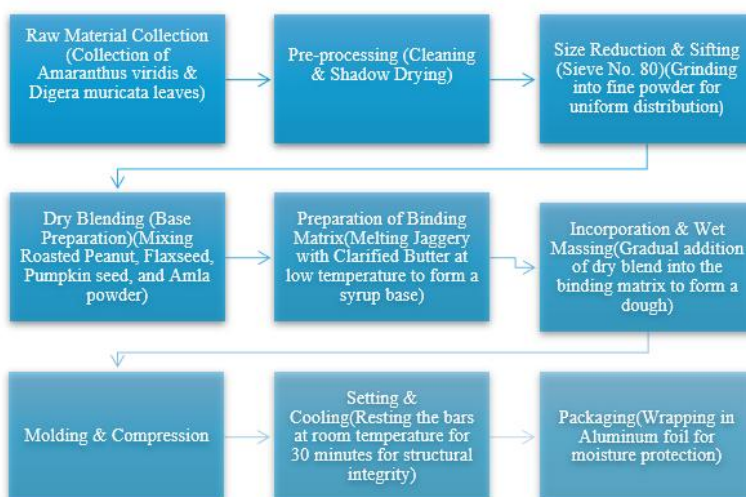 Raw Material Collection
(Collection of
Amaranthus viridis &
Digera muricata leaves)
Pre-processing (Cleaning
& Shadow Drying)
Size Reduction & Sifting
(Sieve No. 80)(Grinding
into fine powder for
uniform distribution)
Dry Blending (Base
Preparation)(Mixing
Roasted Peanut, Flaxseed,
Pumpkin seed, and Amla
powder)
Preparation of Binding
Matrix(Melting Jaggery
with Clarified Butter at
low temperature to form a
syrup base)
Incorporation & Wet
Massing(Gradual addition
of dry blend into the
binding matrix to form a
dough)
Molding & Compression
Setting &
Cooling(Resting the bars
at room temperature for
30 minutes for structural
integrity)
Packaging(Wrapping in
Aluminum foil for
moisture protection)